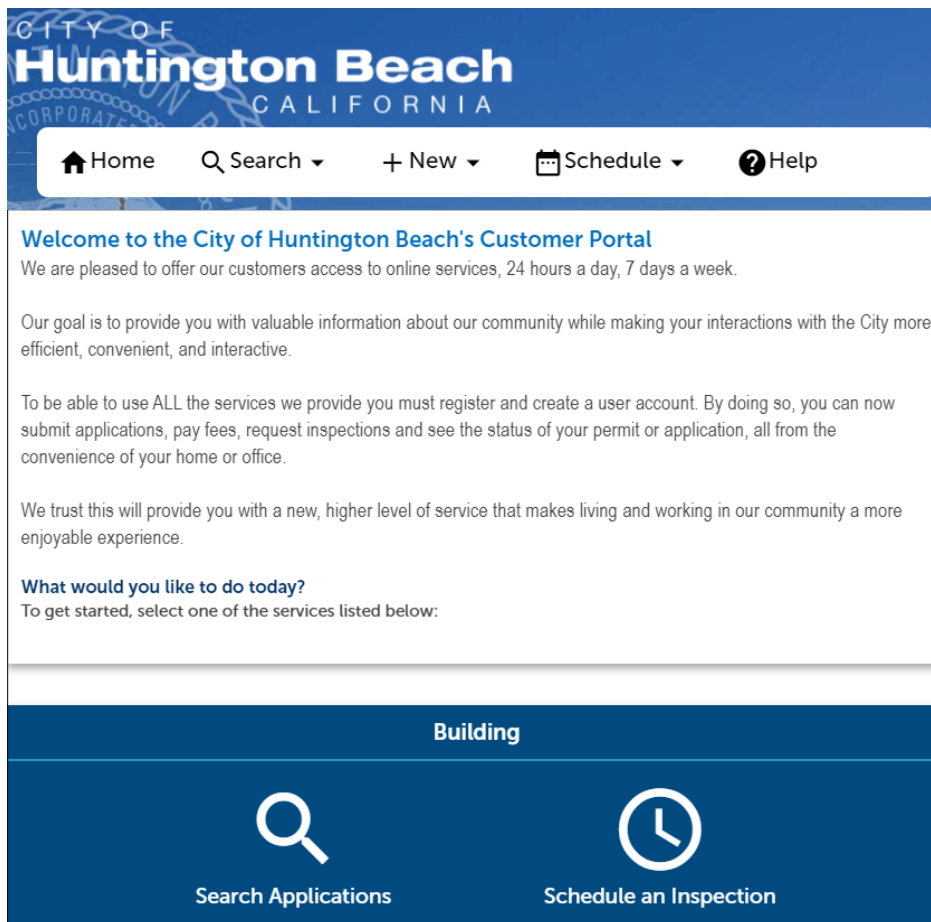 CITY OF
Huntington Beach
CALIFORNIA
INCORPORATED
Home Search New Schedule Help
Welcome to the City of Huntington Beach's Customer Portal
We are pleased to offer our customers access to online services, 24 hours a day, 7 days a week.
Our goal is to provide you with valuable information about our community while making your interactions with the City more
efficient, convenient, and interactive.
To be able to use ALL the services we provide you must register and create a user account. By doing so, you can now
submit applications, pay fees, request inspections and see the status of your permit or application, all from the
convenience of your home or office.
We trust this will provide you with a new, higher level of service that makes living and working in our community a more
enjoyable experience.
What would you like to do today?
To get started, select one of the services listed below:
Building
Search Applications Schedule an Inspection